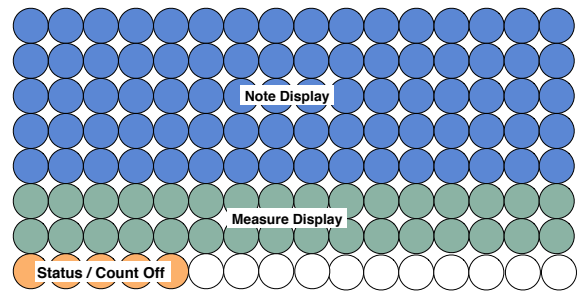 Note Display
Measure Display
Status / Count Off